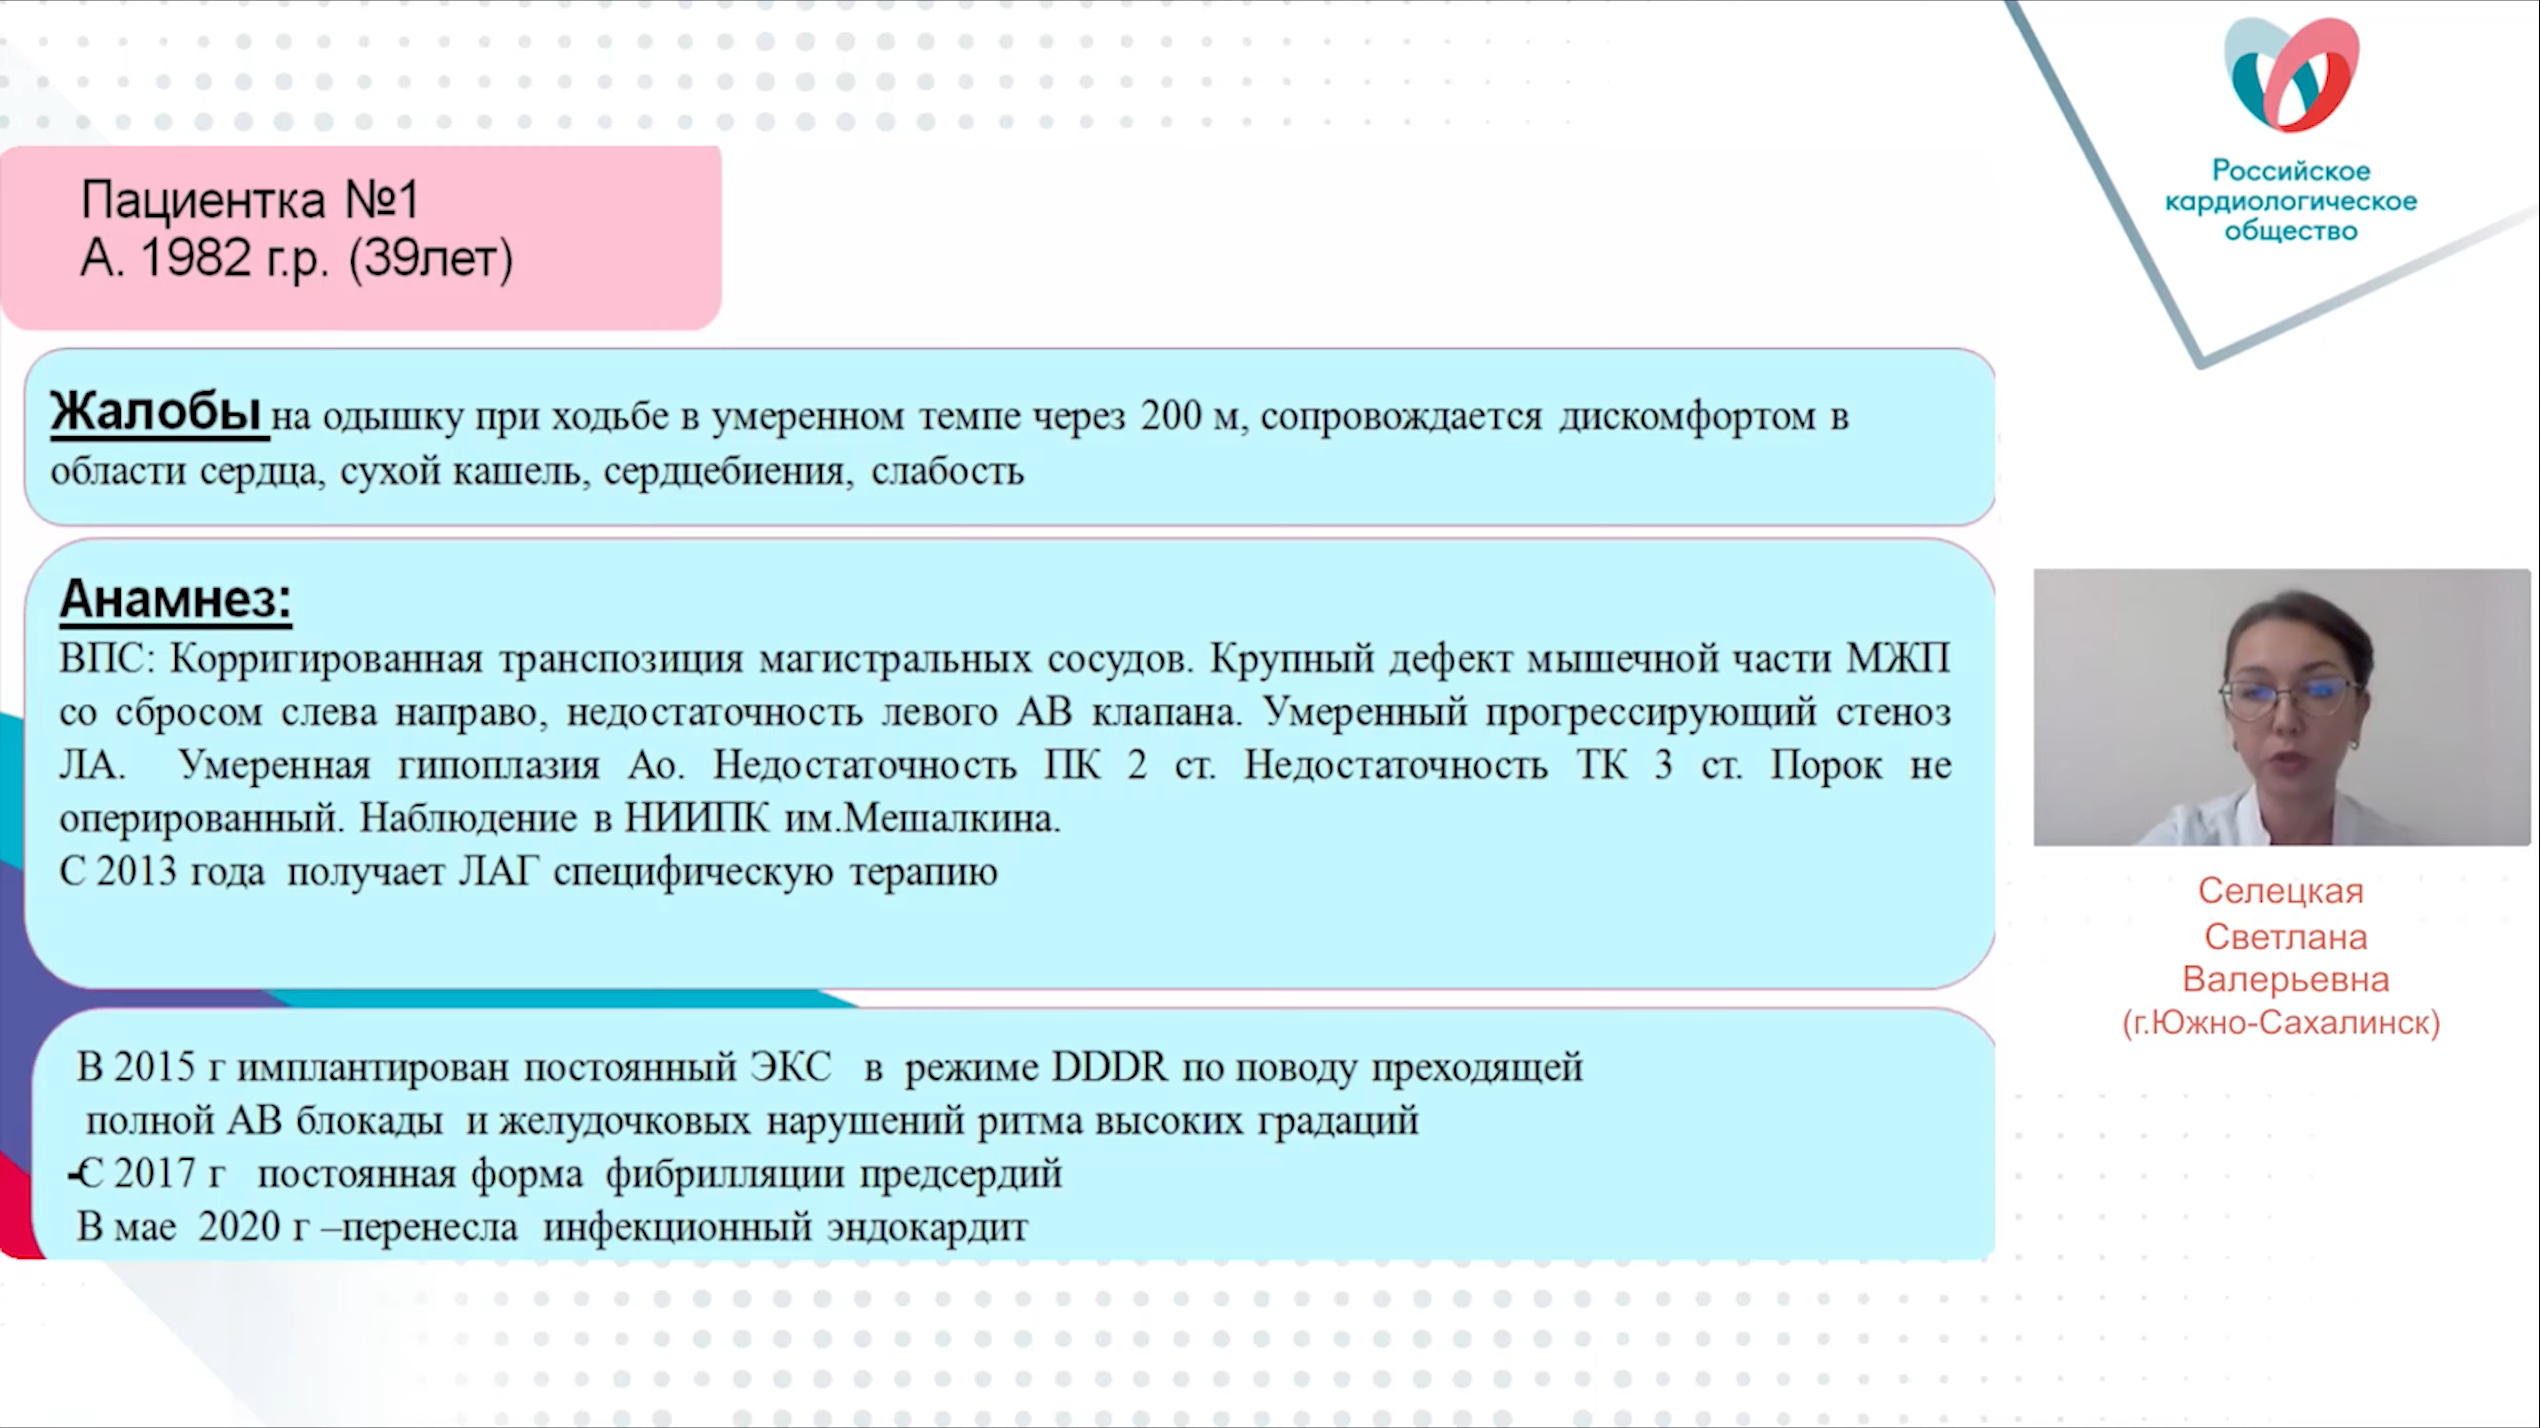 Пациентка №1
А. 1982 г.р. (39лет)
Жалобы на одышку при ходьбе в умеренном темпе через 200 м, сопровождается дискомфортом в
области сердца, сухой кашель, сердцебиения, слабость
Анамнез:
ВПС: Корригированная транспозиция магистральных сосудов. Крупный дефект мышечной части МЖП
со сбросом слева направо, недостаточность левого АВ клапана. Умеренный прогрессирующий стеноз
ЛА. Умеренная гипоплазия Ао. Недостаточность ПК 2 ст. Недостаточность ТК 3 ст. Порок не
оперированный. Наблюдение в НИИПК им.Мешалкина.
С 2013 года получает ЛАГ специфическую терапию
В 2015 г имплантирован постоянный ЭКС в режиме DDDR по поводу преходящей
полной АВ блокады и желудочковых нарушений ритма высоких градаций
-С 2017 г постоянная форма фибрилляции предсердий
В мае 2020 г –перенесла инфекционный эндокардит
Российское
кардиологическое
общество
Селецкая
Светлана
Валерьевна
(г.Южно-Сахалинск)